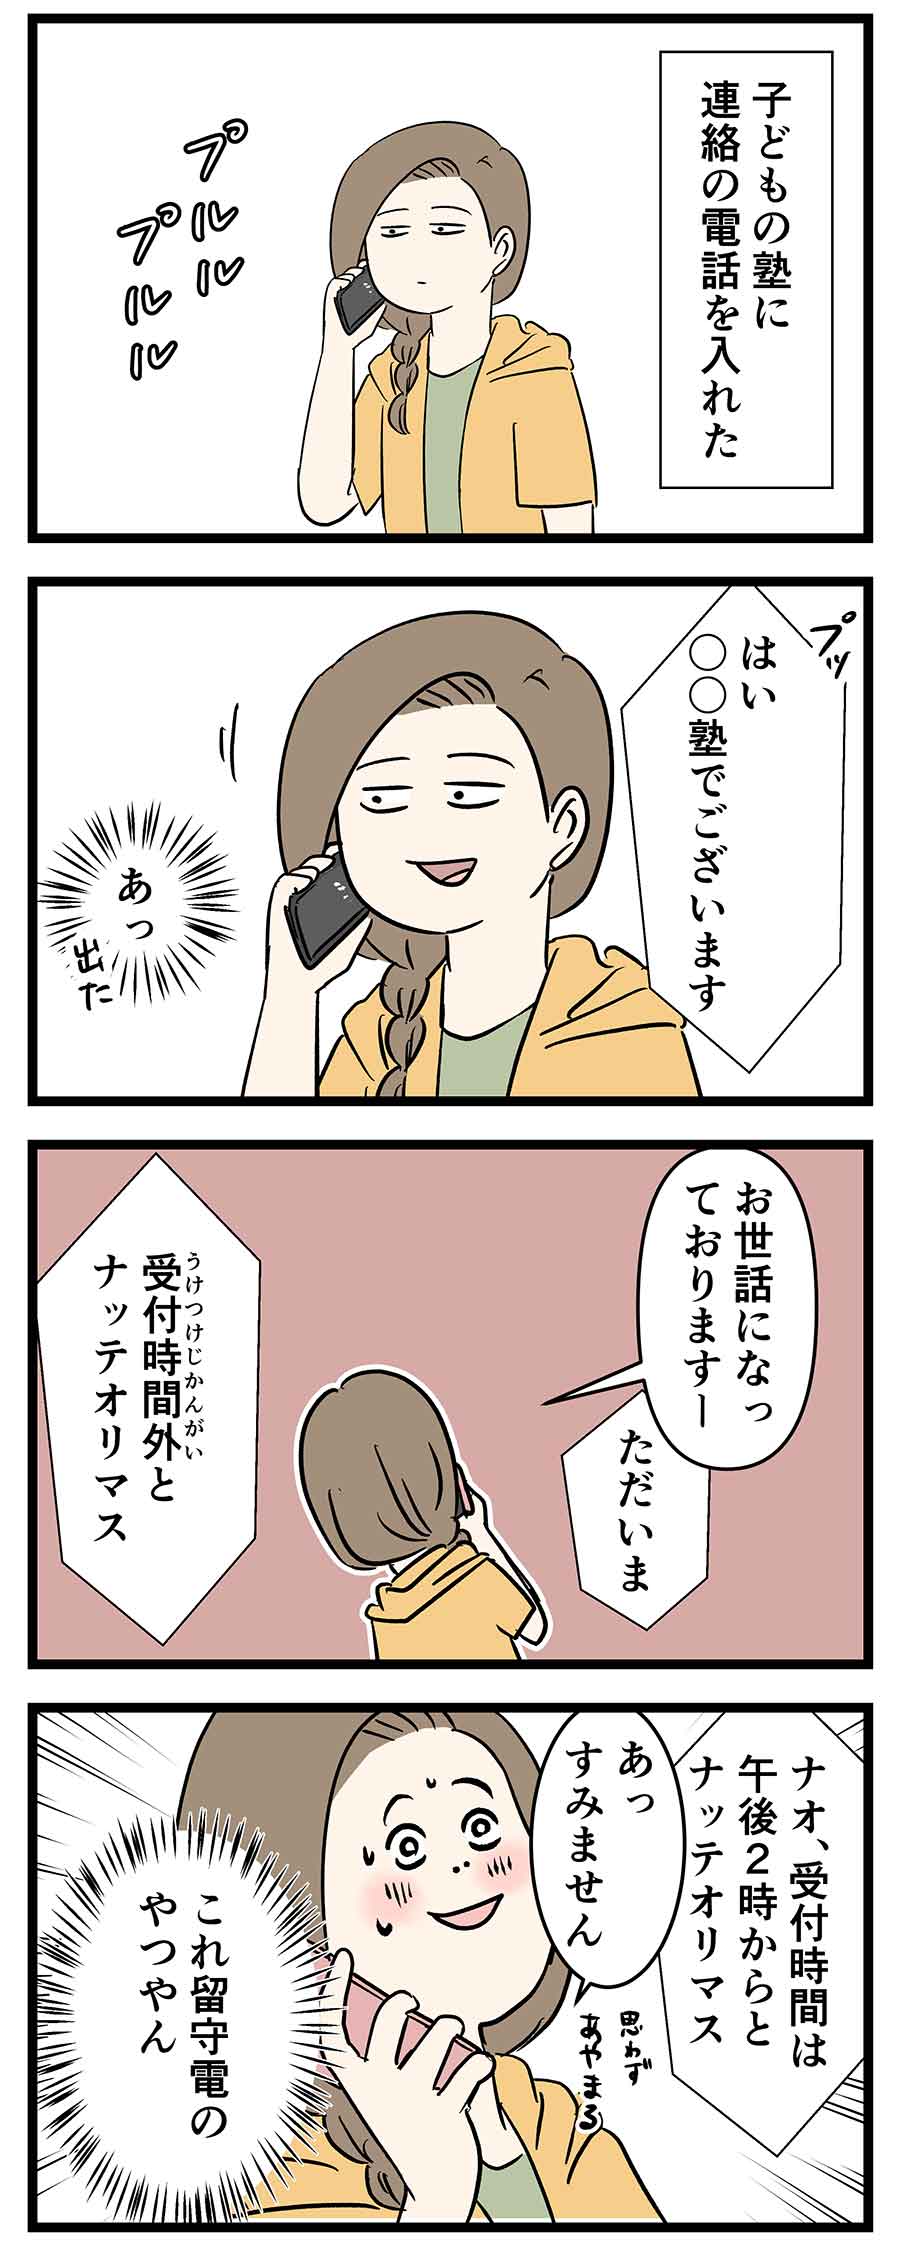 子どもの塾に
連絡の電話を入れた
プルル
プルル
プッ
はい
〇〇塾でございます
あっ
出た
お世話になっ
ておりますー
ただいま
うけつけじかんがい
受付時間外と
ナッテオリマス
ナオ、受付時間は
午後2時からと
ナッテオリマス
あっ
すみません
思わず
あやまる
これ留守電の
やつやん